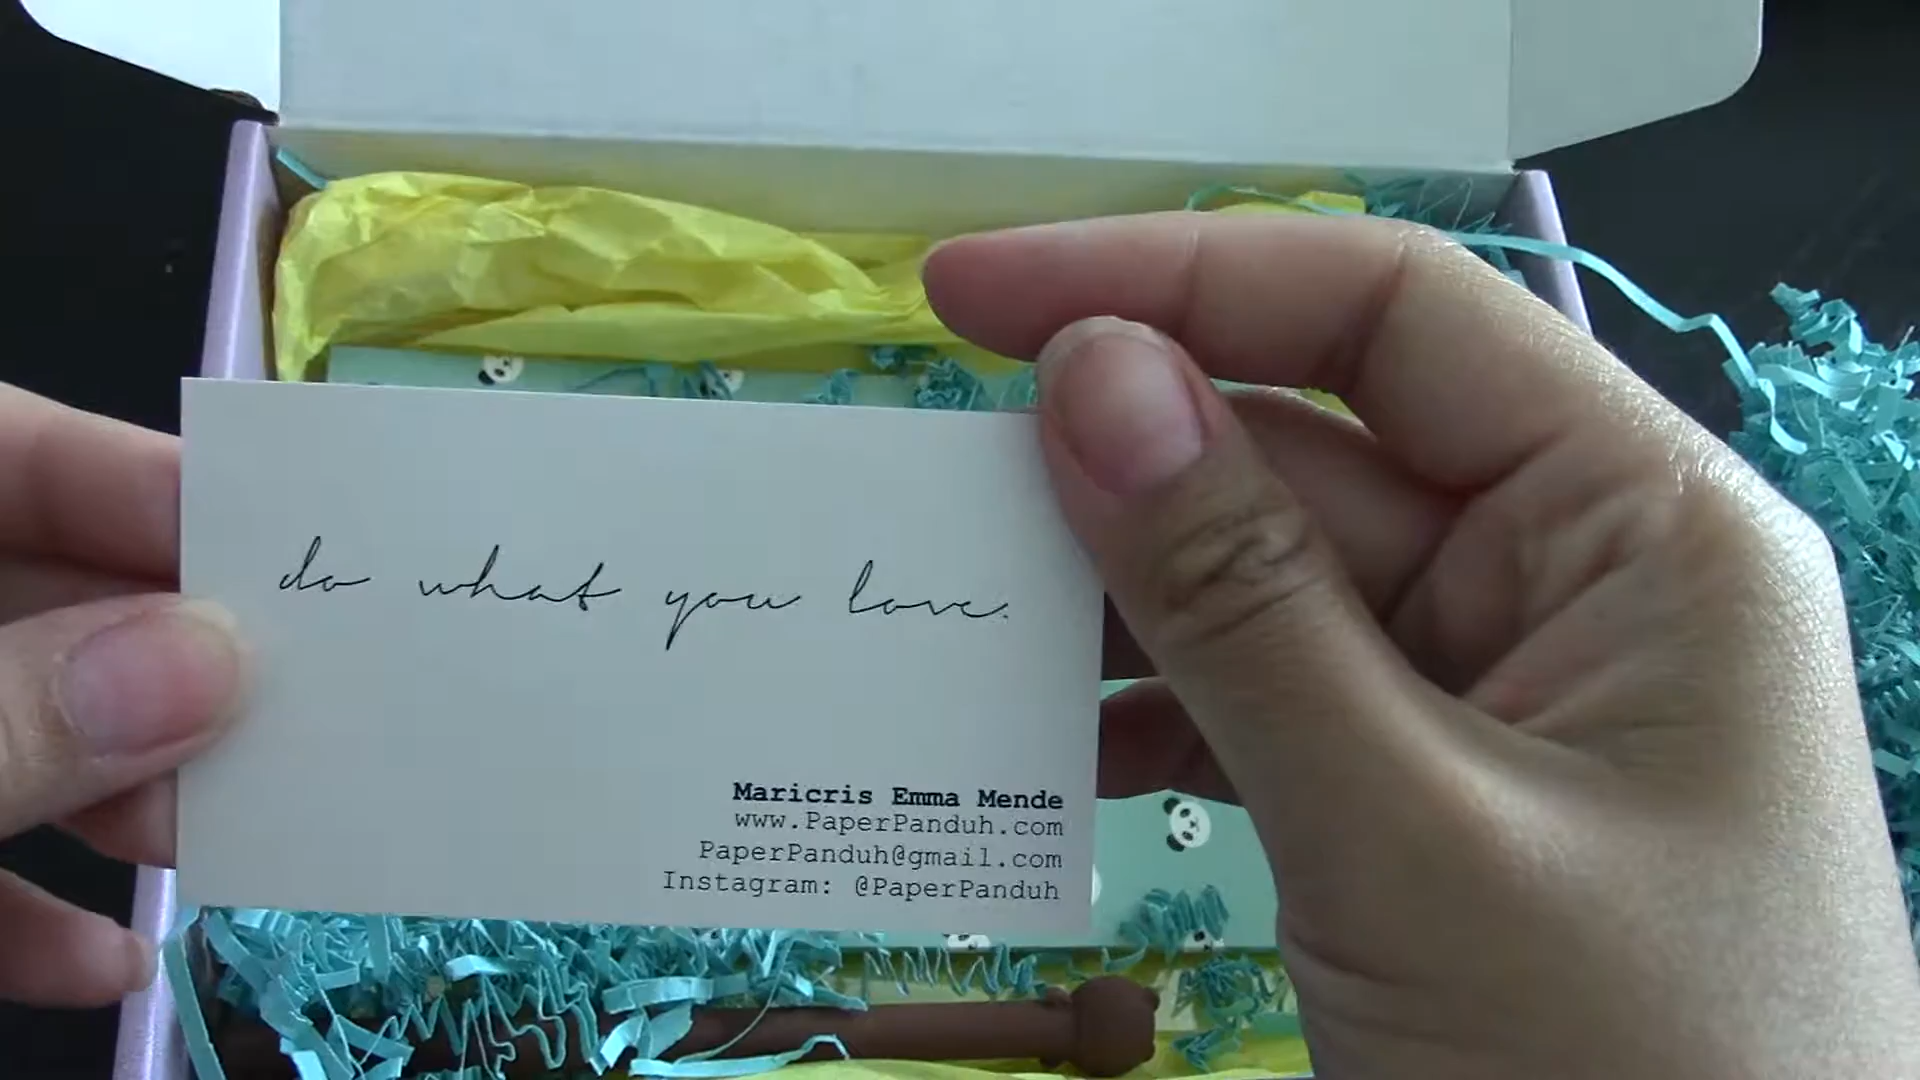 do what you love.
Maricris Emma Mende
www.PaperPanduh.com
PaperPanduh@gmail.com
Instagram: @PaperPanduh